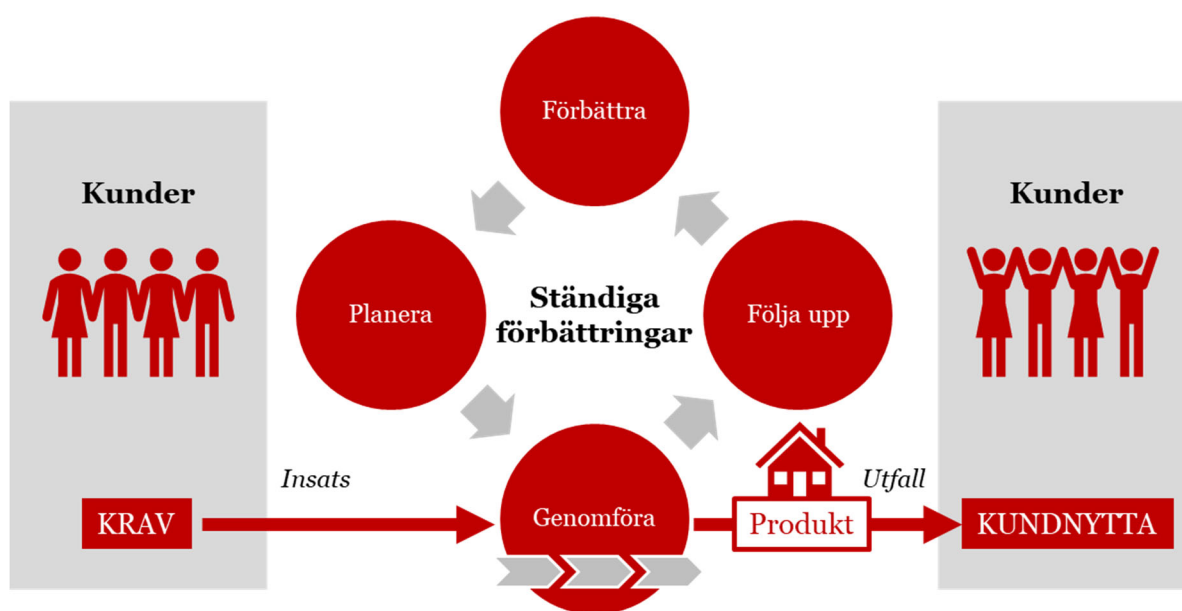 Förbättra
Kunder
Kunder
Planera
Ständiga
förbättringar
Följa upp
Insats
Utfall
KRAV
Genomföra
Produkt
KUNDNYTTA